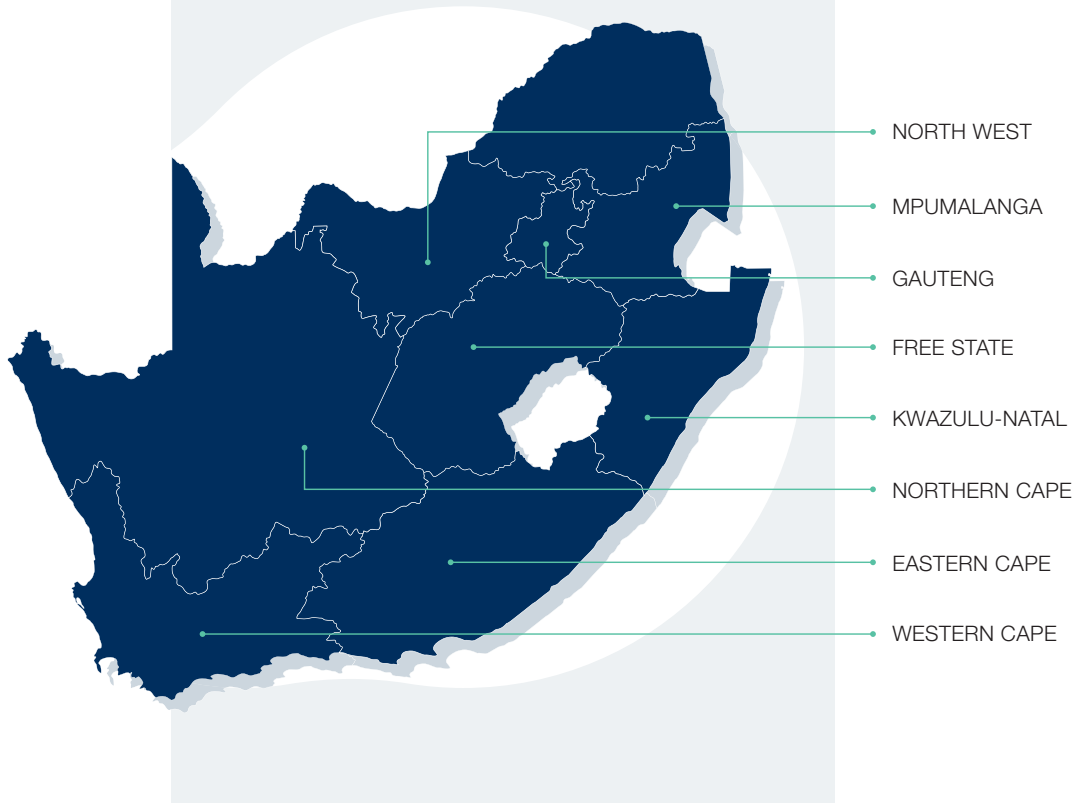 NORTH WEST
MPUMALANGA
GAUTENG
FREE STATE
KWAZULU-NATAL
NORTHERN CAPE
EASTERN CAPE
WESTERN CAPE